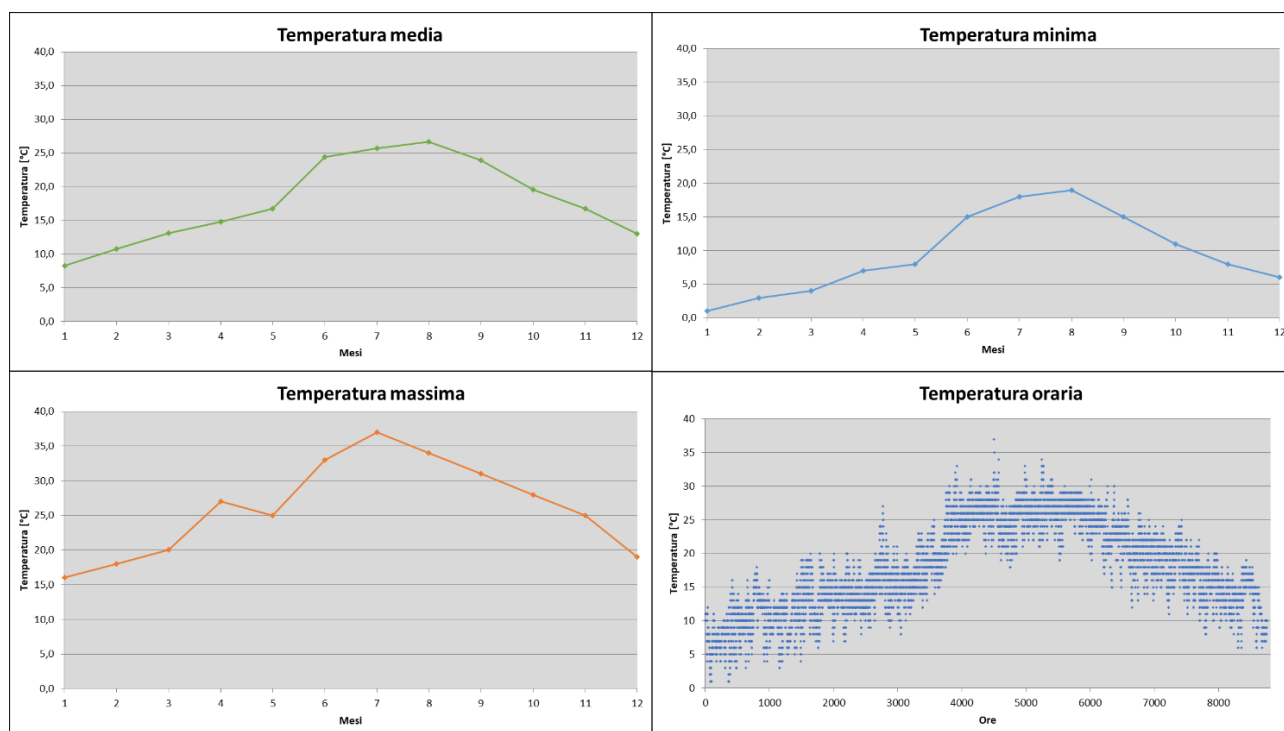 Temperatura media
40,0
35,0
30,0
25,0
20,0
15,0
10,0
5,0
0,0
Temperatura [°C]
1 2 3 4 5 6 7 8 9 10 11 12
Mesi
Temperatura minima
40,0
35,0
30,0
25,0
20,0
15,0
10,0
5,0
0,0
Temperatura [°C]
1 2 3 4 5 6 7 8 9 10 11 12
Mesi
Temperatura massima
40,0
35,0
30,0
25,0
20,0
15,0
10,0
5,0
0,0
Temperatura [°C]
1 2 3 4 5 6 7 8 9 10 11 12
Mesi
Temperatura oraria
40
35
30
25
20
15
10
5
0
Temperatura [°C]
0 1000 2000 3000 4000 5000 6000 7000 8000
Ore